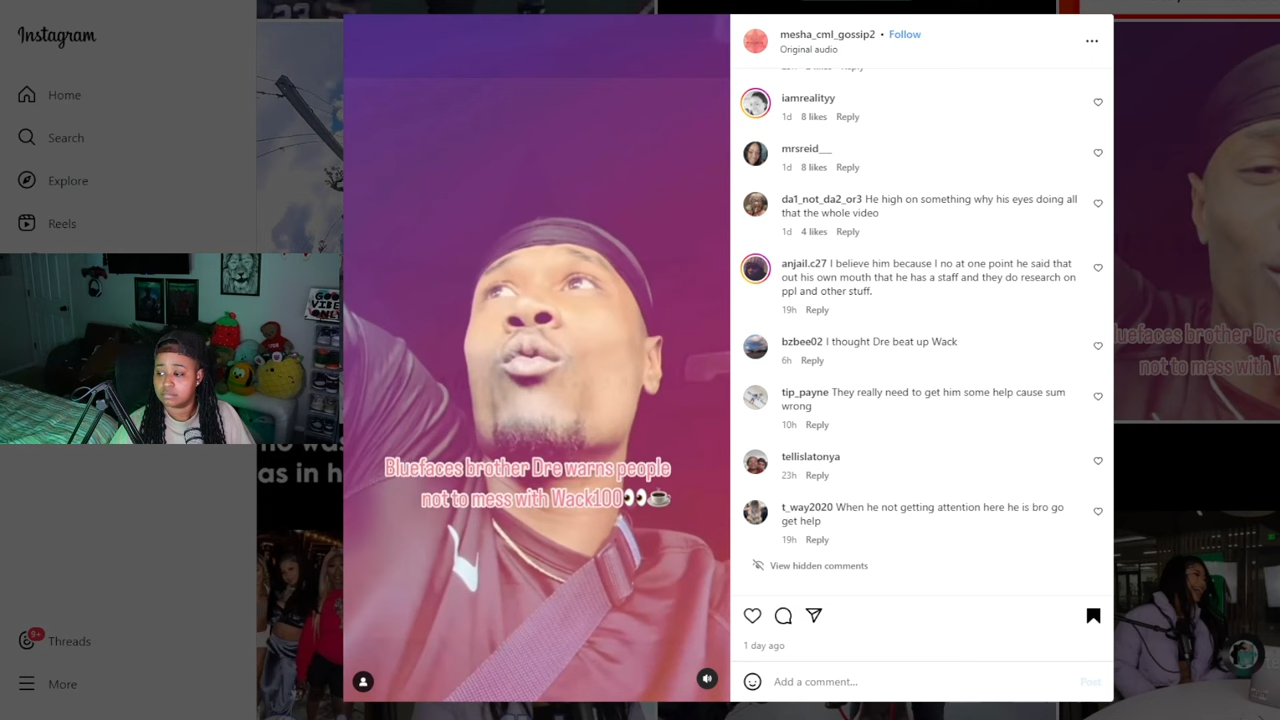 Instagram
Home
Search
Explore
Reels
9+
Threads
More
as in h
GOOD
VIBES
ONLY
Bluefaces brother Dre warns people
not to mess with Wack100👀☕
mesha_cml_gossip2 • Follow
Original audio
iamrealityy
1d 8 likes Reply
mrsreid___
1d 8 likes Reply
da1_not_da2_or3 He high on something why his eyes doing all
that the whole video
1d 4 likes Reply
anjail.c27 I believe him because I no at one point he said that
out his own mouth that he has a staff and they do research on
ppl and other stuff.
19h Reply
bzbee02 I thought Dre beat up Wack
6h Reply
tip_payne They really need to get him some help cause sum
wrong
10h Reply
tellislatonya
23h Reply
t_way2020 When he not getting attention here he is bro go
get help
19h Reply
View hidden comments
1 day ago
Add a comment...
Post